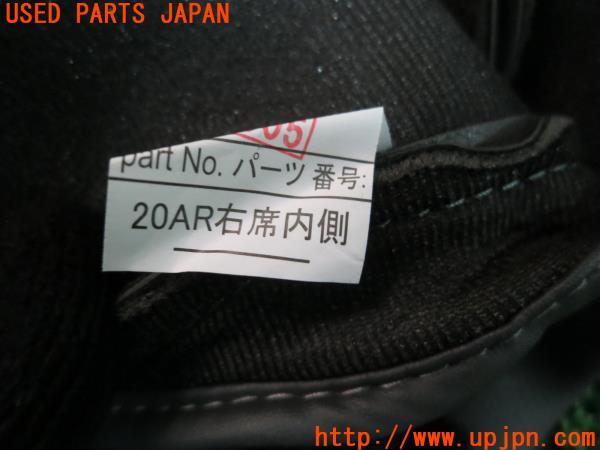 USED PARTS JAPAN
05
part No. パーツ番号:
20AR右席内側
http://www.upjpn.com